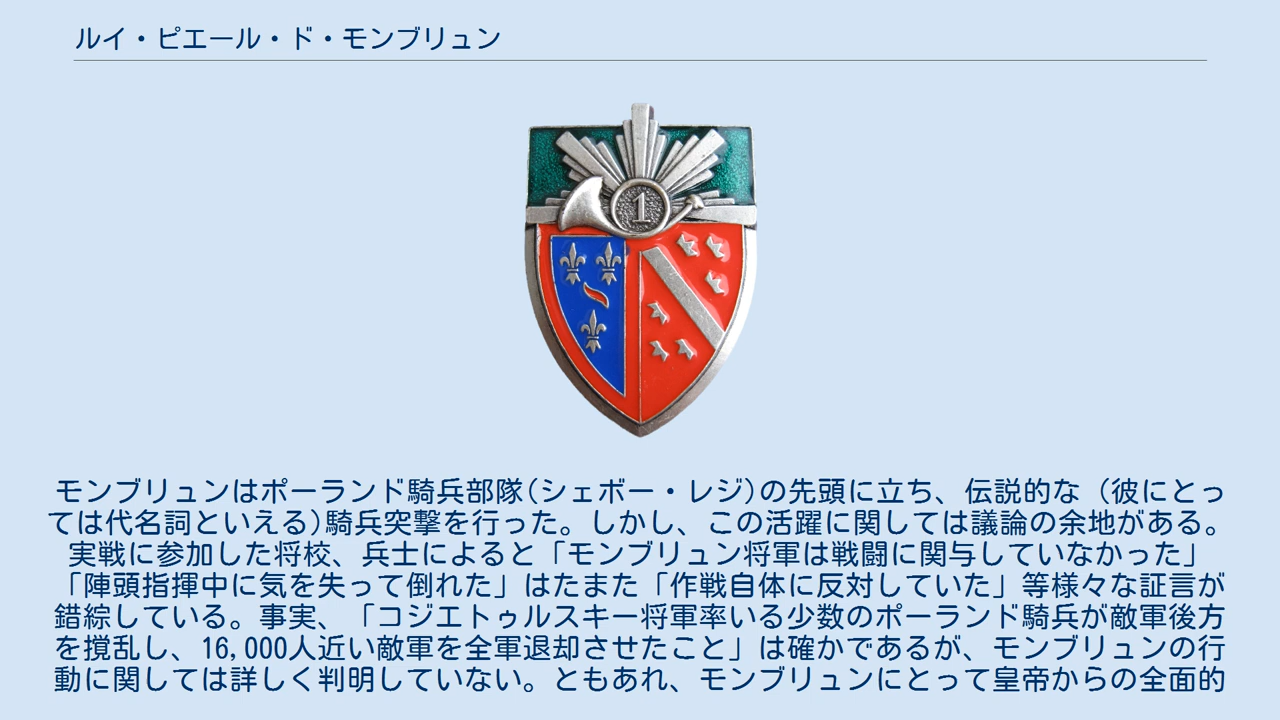 ルイ・ピエール・ド・モンブリュン
1
モンブリュンはポーランド騎兵部隊(シェボー・レジ)の先頭に立ち、伝説的な（彼にとっ
ては代名詞といえる)騎兵突撃を行った。しかし、この活躍に関しては議論の余地がある。
実戦に参加した将校、兵士によると「モンブリュン将軍は戦闘に関与していなかった」
「陣頭指揮中に気を失って倒れた」はたまた「作戦自体に反対していた」等様々な証言が
錯綜している。事実、「コジエトゥルスキー将軍率いる少数のポーランド騎兵が敵軍後方
を撹乱し、16,000人近い敵軍を全軍退却させたこと」は確かであるが、モンブリュンの行
動に関しては詳しく判明していない。ともあれ、モンブリュンにとって皇帝からの全面的